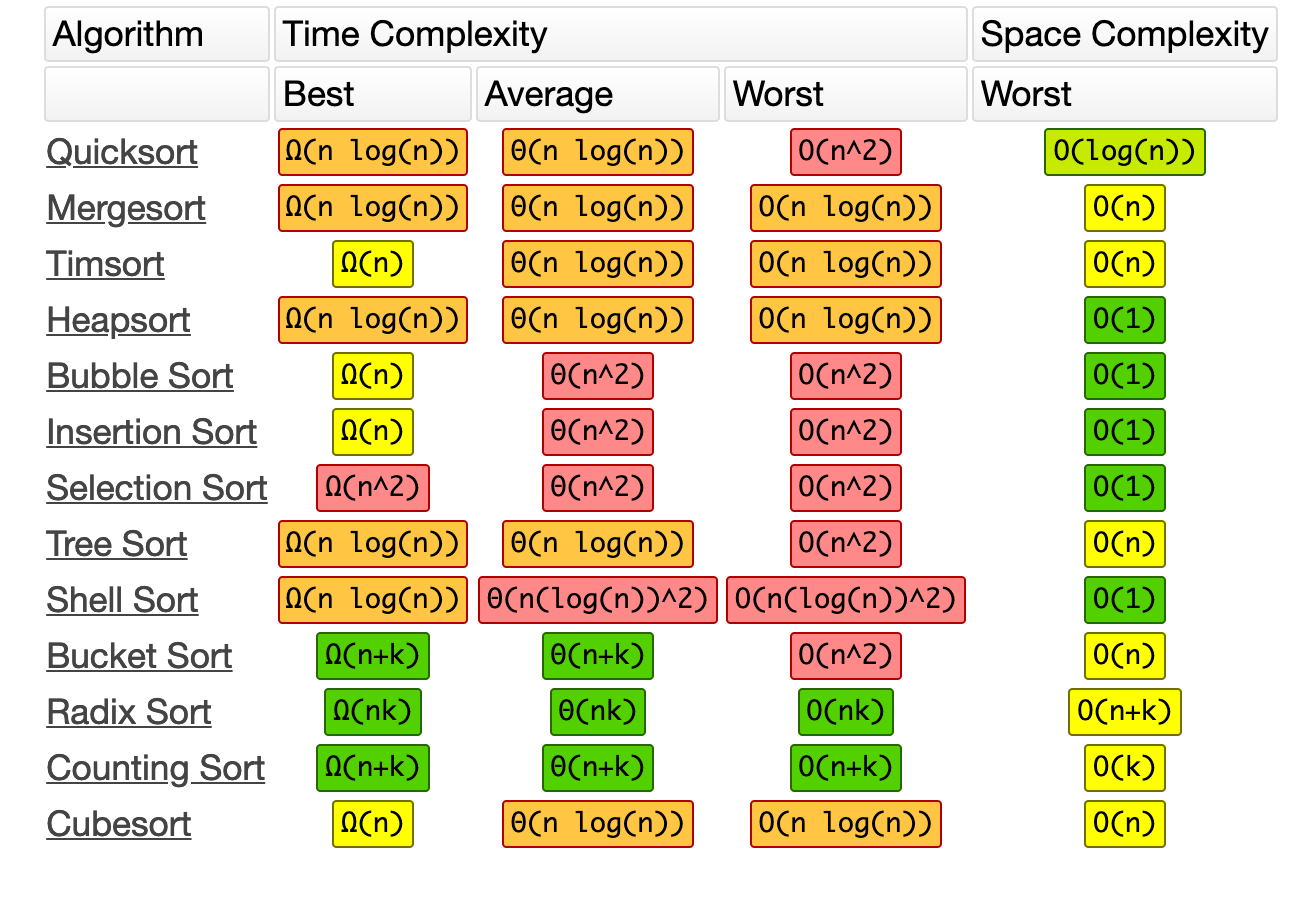 Algorithm Time Complexity Space Complexity
Best Average Worst Worst
Quicksort Ω(n log(n)) Θ(n log(n)) O(n^2) O(log(n))
Mergesort Ω(n log(n)) Θ(n log(n)) O(n log(n)) O(n)
Timsort Ω(n) Θ(n log(n)) O(n log(n)) O(n)
Heapsort Ω(n log(n)) Θ(n log(n)) O(n log(n)) O(1)
Bubble Sort Ω(n) Θ(n^2) O(n^2) O(1)
Insertion Sort Ω(n) Θ(n^2) O(n^2) O(1)
Selection Sort Ω(n^2) Θ(n^2) O(n^2) O(1)
Tree Sort Ω(n log(n)) Θ(n log(n)) O(n^2) O(n)
Shell Sort Ω(n log(n)) Θ(n(log(n))^2) O(n(log(n))^2) O(1)
Bucket Sort Ω(n+k) Θ(n+k) O(n^2) O(n)
Radix Sort Ω(nk) Θ(nk) O(nk) O(n+k)
Counting Sort Ω(n+k) Θ(n+k) O(n+k) O(k)
Cubesort Ω(n) Θ(n log(n)) O(n log(n)) O(n)